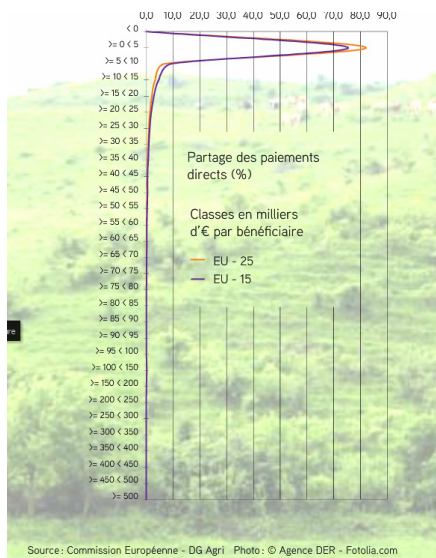 0,0 10,0 20,0 30,0 40,0 50,0 60,0 70,0 80,0 90,0
< 0
>= 0 < 5
>= 5 < 10
>= 10 < 15
>= 15 < 20
>= 20 < 25
>= 25 < 30
>= 30 < 35
>= 35 < 40
>= 40 < 45
>= 45 < 50
>= 50 < 55
>= 55 < 60
>= 60 < 65
>= 65 < 70
>= 70 < 75
>= 75 < 80
>= 80 < 85
>= 85 < 90
>= 90 < 95
>= 95 < 100
>= 100 < 150
>= 150 < 200
>= 200 < 250
>= 250 < 300
>= 300 < 350
>= 350 < 400
>= 400 < 450
>= 450 < 500
>= 500
Partage des paiements
directs (%)
Classes en milliers
d'€ par bénéficiaire
EU - 25
EU - 15
re
Source : Commission Européenne - DG Agri Photo : © Agence DER - Fotolia.com